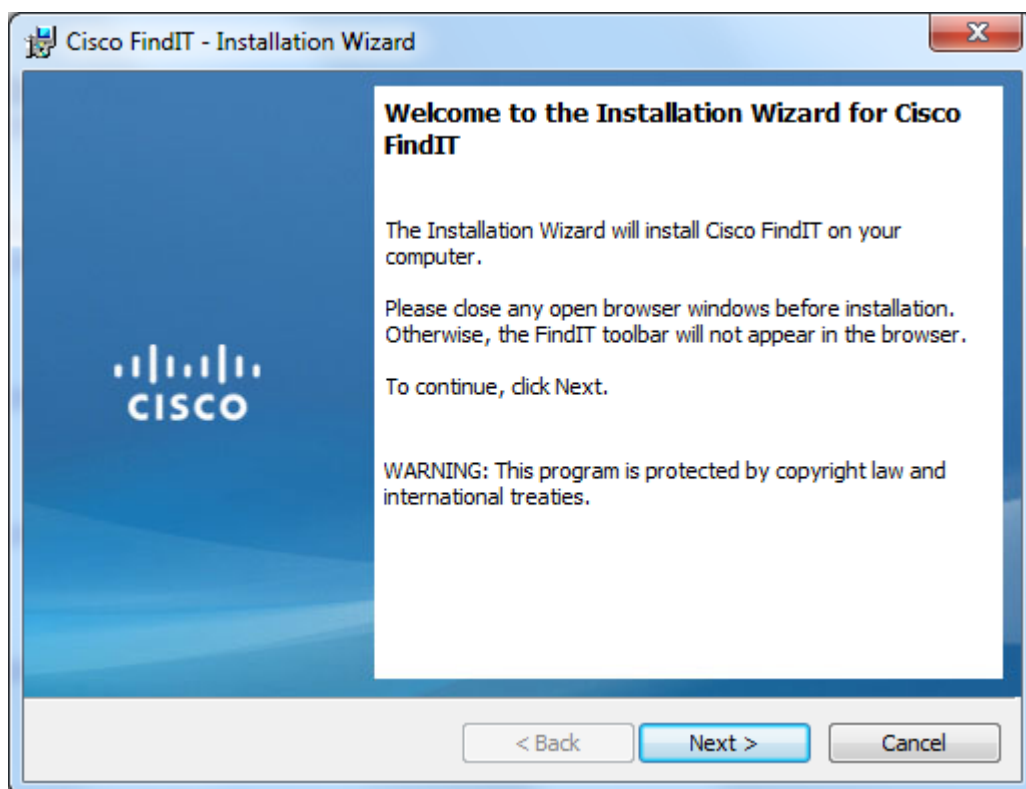 Cisco FindIT - Installation Wizard
Welcome to the Installation Wizard for Cisco
FindIT
The Installation Wizard will install Cisco FindIT on your
computer.
Please close any open browser windows before installation.
Otherwise, the FindIT toolbar will not appear in the browser.
To continue, click Next.
WARNING: This program is protected by copyright law and
international treaties.
CISCO
< Back
Next >
Cancel